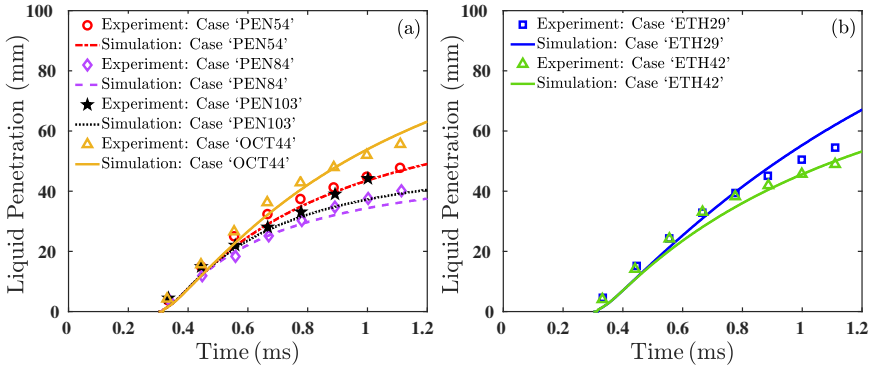 (a)
Experiment: Case ‘PEN54’
Simulation: Case ‘PEN54’
Experiment: Case ‘PEN84’
Simulation: Case ‘PEN84’
Experiment: Case ‘PEN103’
Simulation: Case ‘PEN103’
Experiment: Case ‘OCT44’
Simulation: Case ‘OCT44’
Liquid Penetration (mm)
100
80
60
40
20
0
0 0.2 0.4 0.6 0.8 1 1.2
Time (ms)
(b)
Experiment: Case ‘ETH29’
Simulation: Case ‘ETH29’
Experiment: Case ‘ETH42’
Simulation: Case ‘ETH42’
Liquid Penetration (mm)
100
80
60
40
20
0
0 0.2 0.4 0.6 0.8 1 1.2
Time (ms)